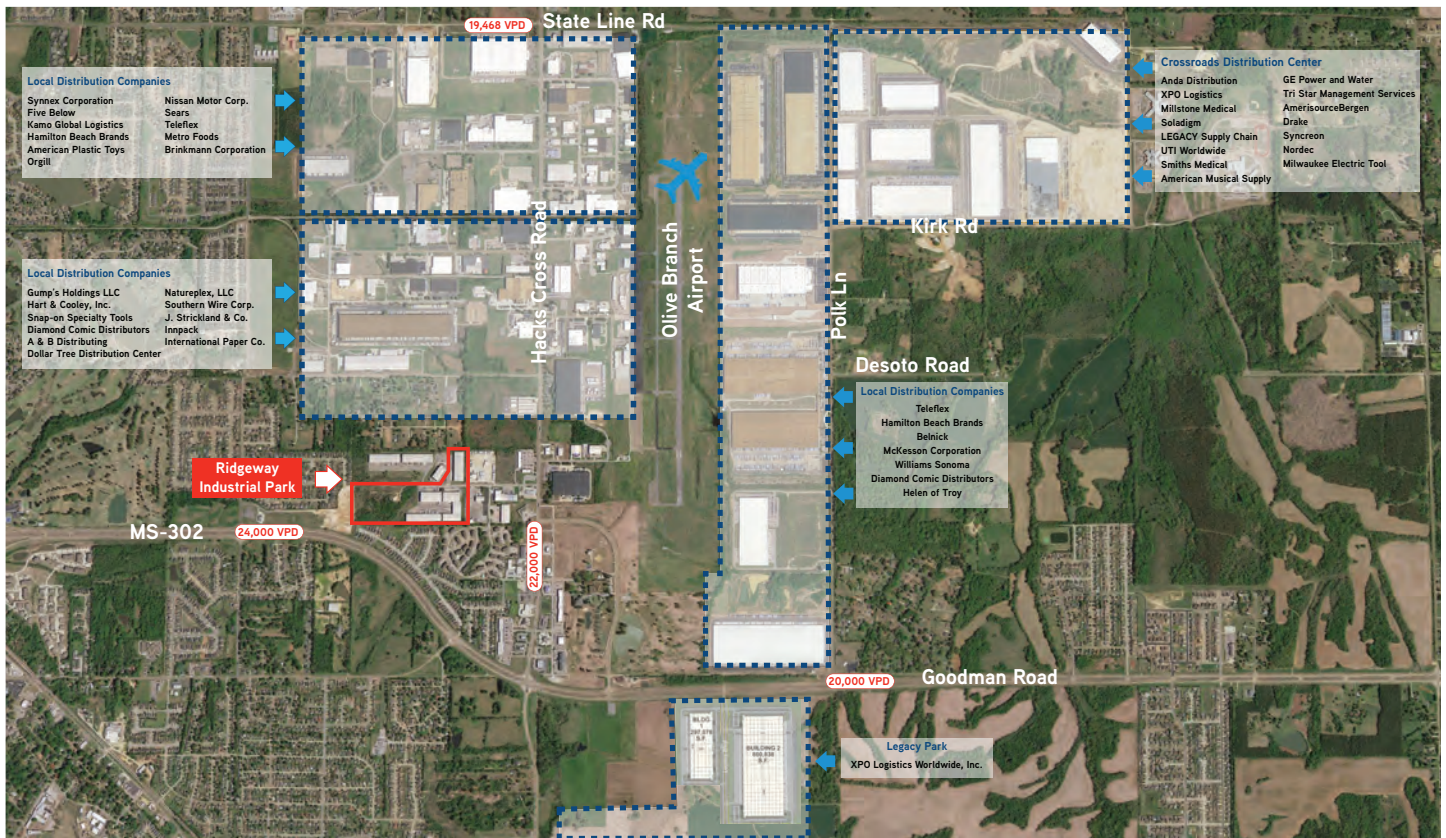 State Line Rd
19,468 VPD
Local Distribution Companies
Synnex Corporation
Five Below
Kamo Global Logistics
Hamilton Beach Brands
American Plastic Toys
Orgill
Nissan Motor Corp.
Sears
Teleflex
Metro Foods
Brinkmann Corporation
Crossroads Distribution Center
Anda Distribution
XPO Logistics
Millstone Medical
Soladigm
LEGACY Supply Chain
UTI Worldwide
Smiths Medical
American Musical Supply
GE Power and Water
Tri Star Management Services
AmerisourceBergen
Drake
Syncreon
Nordec
Milwaukee Electric Tool
Kirk Rd
Hacks Cross Road
Olive Branch
Airport
Polk Ln
Local Distribution Companies
Gump's Holdings LLC
Hart & Cooley, Inc.
Snap-on Specialty Tools
Diamond Comic Distributors
A & B Distributing
Dollar Tree Distribution Center
Natureplex, LLC
Southern Wire Corp.
J. Strickland & Co.
Innpack
International Paper Co.
Desoto Road
Local Distribution Companies
Teleflex
Hamilton Beach Brands
Belnick
McKesson Corporation
Williams Sonoma
Diamond Comic Distributors
Helen of Troy
Ridgeway
Industrial Park
MS-302
24,000 VPD
22,000 VPD
20,000 VPD
Goodman Road
BLDG.
1
S.F.
BUILDING 2
S.F.
Legacy Park
XPO Logistics Worldwide, Inc.